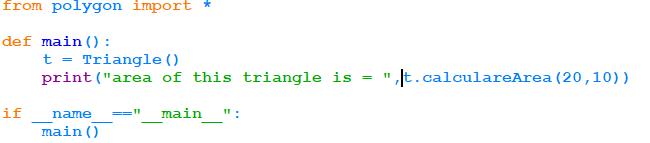 from polygon import *
def main():
    t = Triangle()
    print("area of this triangle is = ",t.calculareArea(20,10))
if __name__=="__main__":
    main()